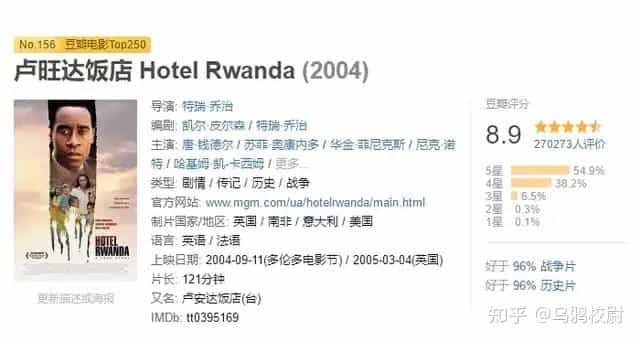 No.156 豆瓣电影Top250
卢旺达饭店 Hotel Rwanda (2004)
HOTEL
RWANDA
更新描述或海报
导演: 特瑞·乔治
编剧: 凯尔·皮尔森 / 特瑞·乔治
主演: 唐·钱德尔 / 苏菲·奥康内多 / 华金·菲尼克斯 / 尼克·诺
特 / 哈基姆·凯-卡西姆 / 更多...
类型: 剧情 / 传记 / 历史 / 战争
官方网站: www.mgm.com/ua/hotelrwanda/main.html
制片国家/地区: 英国 / 南非 / 意大利 / 美国
语言: 英语 / 法语
上映日期: 2004-09-11(多伦多电影节) / 2005-03-04(英国)
片长: 121分钟
又名: 卢安达饭店(台)
IMDb: tt0395169
豆瓣评分
8.9
270273人评价
5星 54.9%
4星 38.2%
3星 6.5%
2星 0.3%
1星 0.1%
好于 96% 战争片
好于 96% 历史片
知乎 @乌鸦校尉